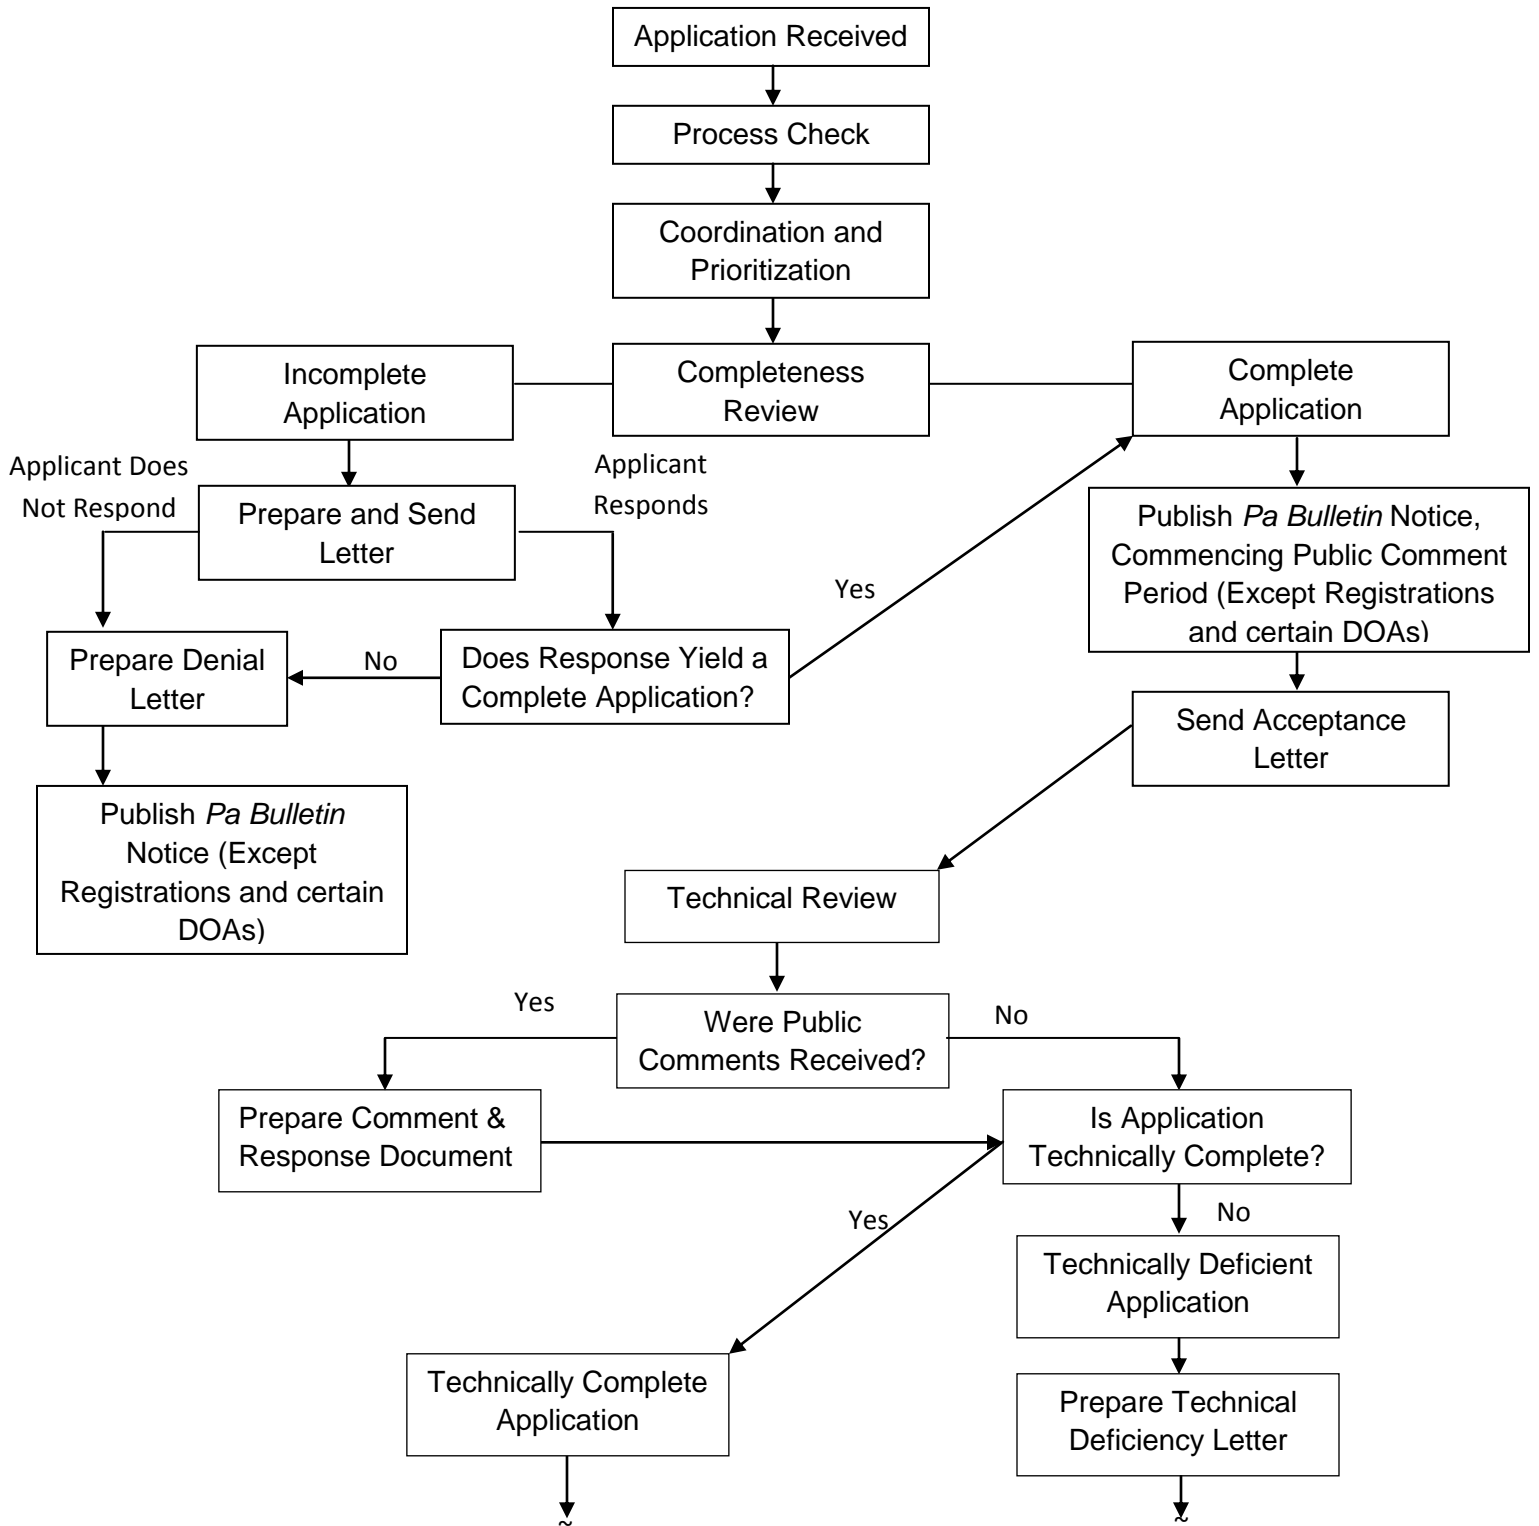 Application Received
Process Check
Coordination and
Prioritization
Incomplete
Application
Completeness
Review
Complete
Application
Applicant Does
Not Respond
Applicant
Responds
Prepare and Send
Letter
Publish Pa Bulletin Notice,
Commencing Public Comment
Period (Except Registrations
and certain DOAs)
Yes
Prepare Denial
Letter
No
Does Response Yield a
Complete Application?
Send Acceptance
Letter
Publish Pa Bulletin
Notice (Except
Registrations and certain
DOAs)
Technical Review
Yes
Were Public
Comments Received?
No
Prepare Comment &
Response Document
Is Application
Technically Complete?
Yes
No
Technically Deficient
Application
Technically Complete
Application
Prepare Technical
Deficiency Letter
~
~